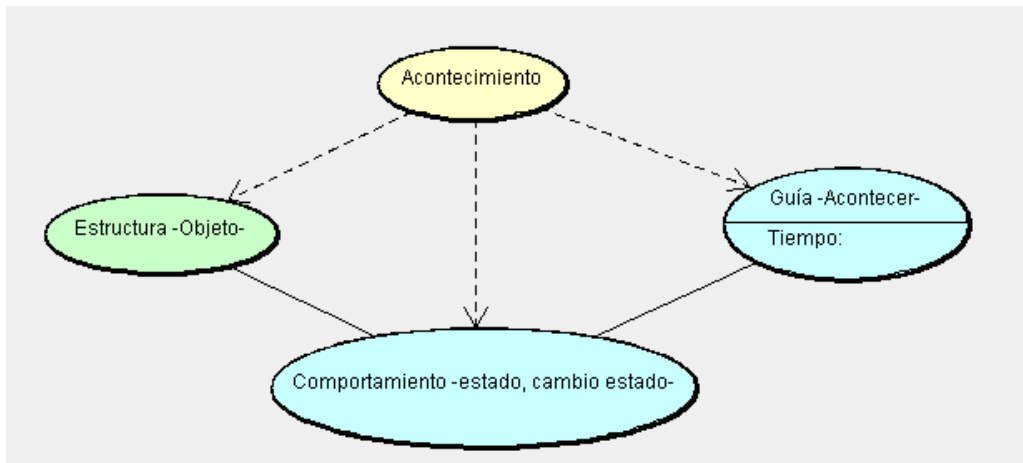 Acontecimiento
Estructura -Objeto-
Guía -Acontecer-
Tiempo:
Comportamiento -estado, cambio estado-